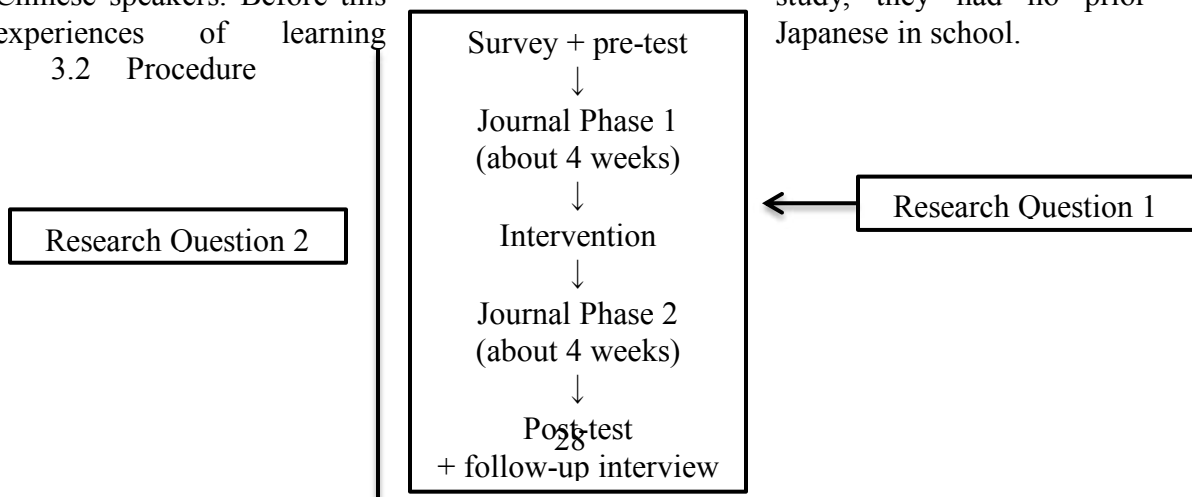 Chinese speakers. Before this study, they had no prior
experiences of learning Japanese in school.
3.2 Procedure
Survey + pre-test
↓
Journal Phase 1
(about 4 weeks)
↓
Intervention
↓
Journal Phase 2
(about 4 weeks)
↓
Post-test
+ follow-up interview
Research Question 1
Research Question 2
28